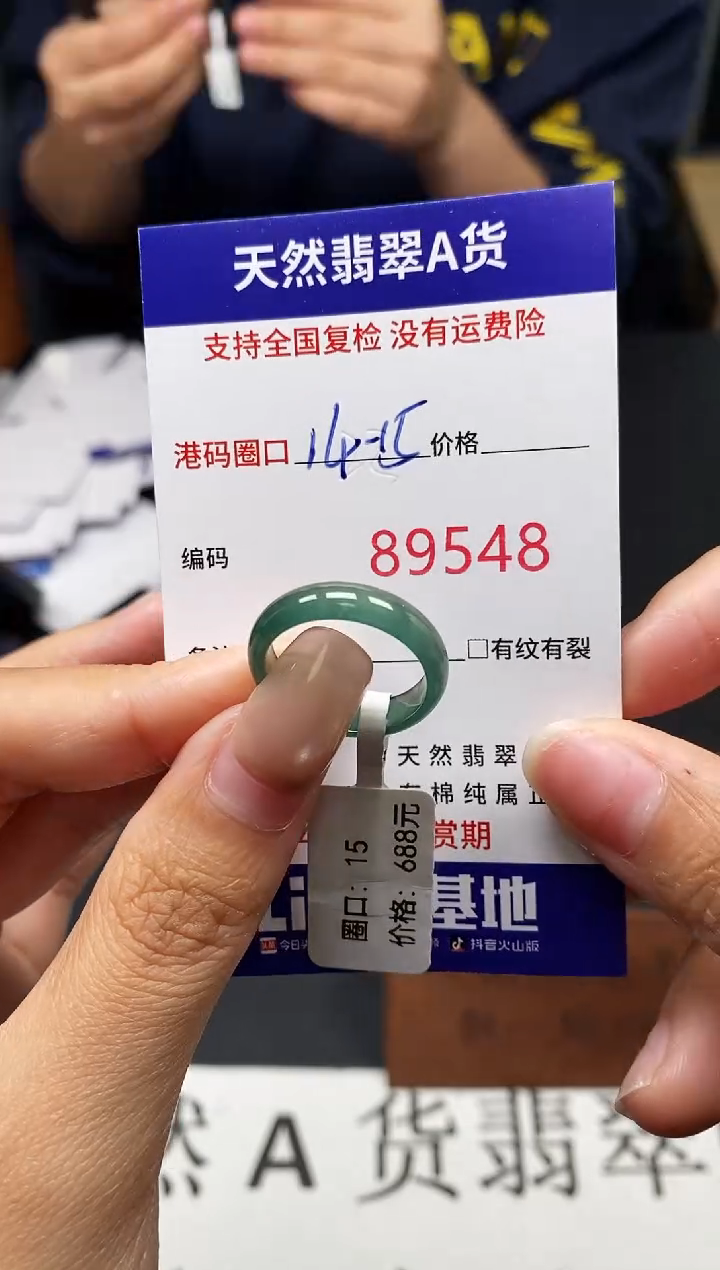 天然翡翠A货
支持全国复检 没有运费险
港码圈口 14-15 价格
编码 89548
□有纹有裂
天然翡翠
棉纯属
赏期
基地
今日 抖音火山版
圈口：15
价格：688元
A货翡翠